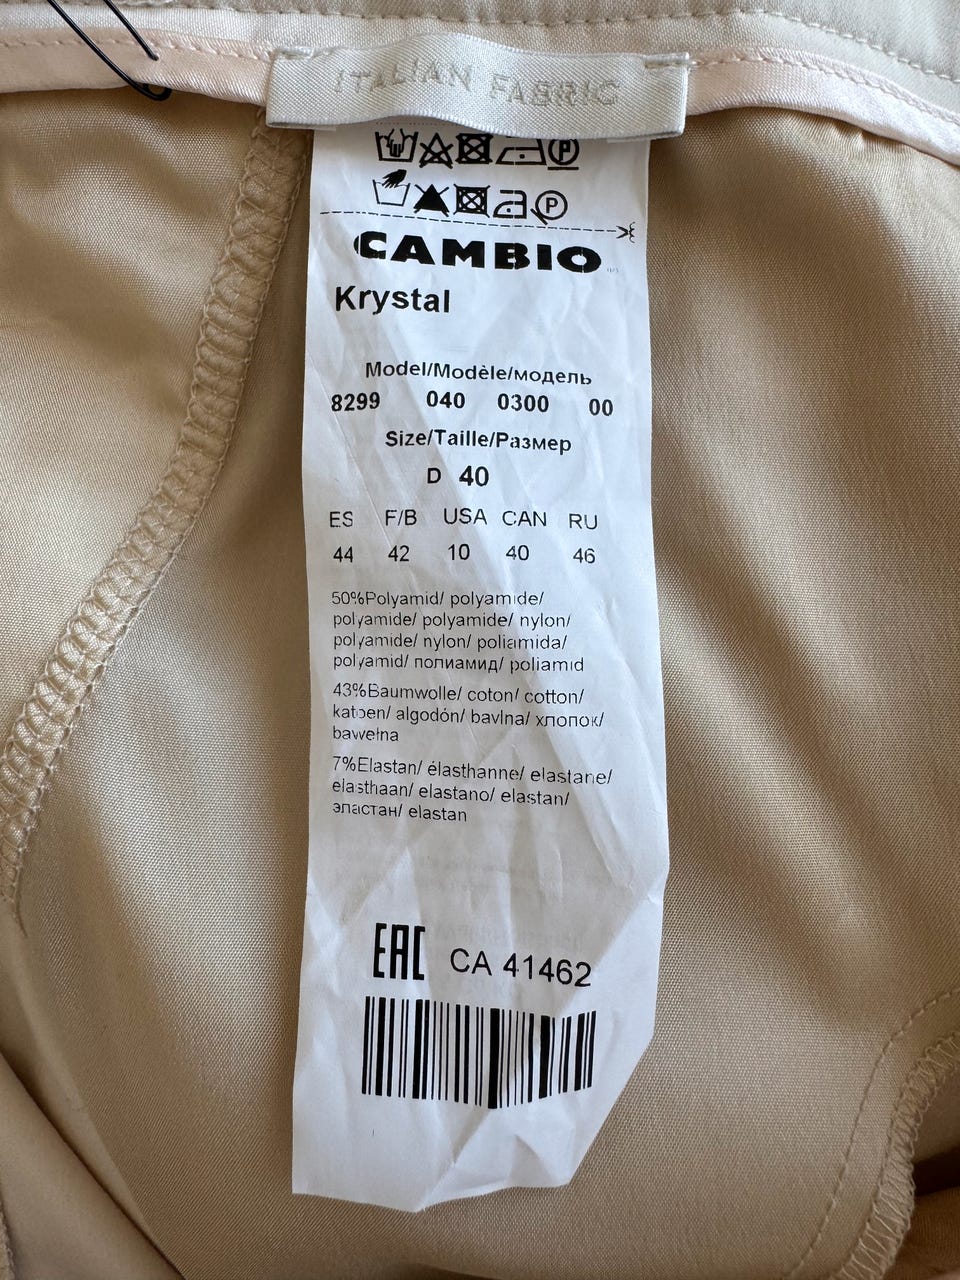 ITALIAN FABRIC
CAMBIO
Krystal
Model/Modèle/модель
8299 040 0300 00
Size/Taille/Размер
D 40
ES F/B USA CAN RU
44 42 10 40 46
50%Polyamid/ polyamide/
polyamide/ polyamide/ nylon/
polyamide/ nylon/ poliamida/
polyamid/ полиамид/ poliamid
43%Baumwolle/ coton/ cotton/
katoen/ algodón/ bavlna/ хлопок/
bawełna
7%Elastan/ élasthanne/ elastane/
elasthaan/ elastano/ elastan/
эластан/ elastan
EAC CA 41462